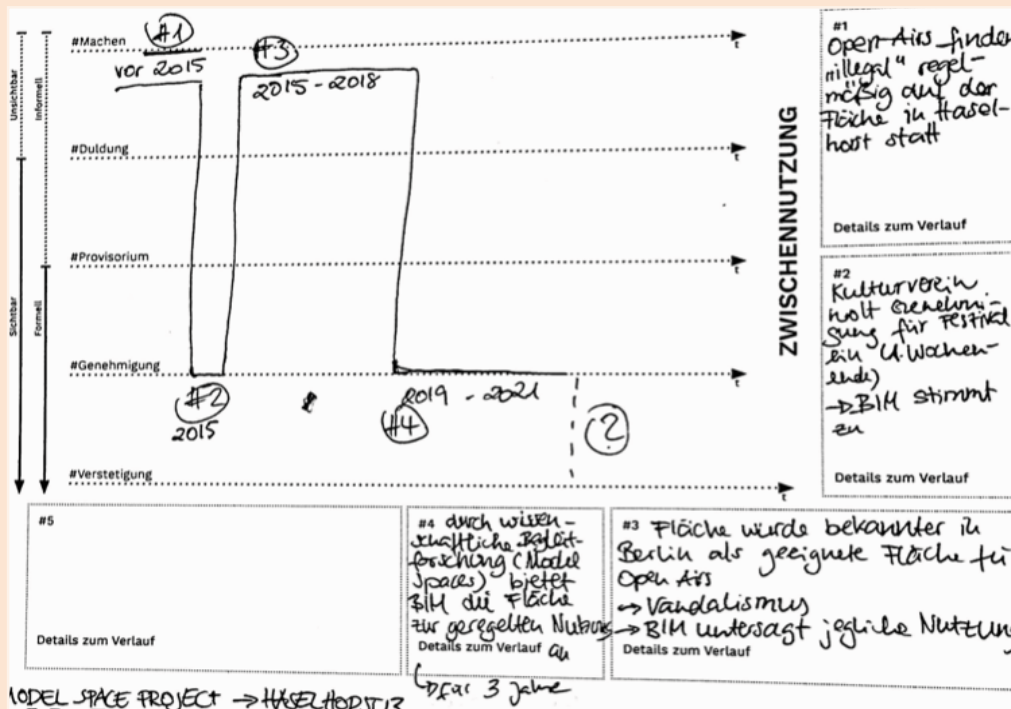 #Machen
#1
vor 2015
#3
2015 - 2018
t
Unsichtbar
Informell
#Duldung
t
#Provisorium
t
Sichtbar
Formell
#Genehmigung
t
#2
2015
2019 - 2021
#4
?
#Verstetigung
t
ZWISCHENNUTZUNG
#1
Open-Airs finden
"illegal" regel-
mäßig auf der
Fläche in Hasel-
horst statt
Details zum Verlauf
#2
Kulturverein
holt Genehmi-
gung für Festival
ein (1. Wochen-
ende)
→ BIM stimmt
zu
Details zum Verlauf
#5
Details zum Verlauf
#4 durch wissen-
schaftliche Begleit-
forschung (Model
Spaces) bietet
BIM die Fläche
zur geregelten Nutzung
Details zum Verlauf an
↳ für 3 Jahre
#3 Fläche wurde bekannter in
Berlin als geeignete Fläche fü
Open Airs
→ Vandalismus
→ BIM untersagt jegliche Nutzung
Details zum Verlauf
MODEL SPACE PROJECT →